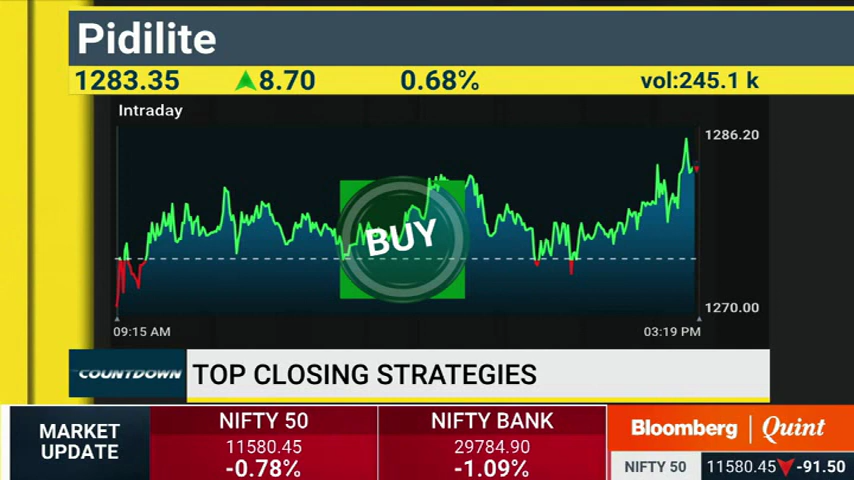 Pidilite
1283.35 ▲8.70 0.68% vol:245.1 k
Intraday
1286.20
BUY
1270.00
09:15 AM 03:19 PM
COUNTDOWN TOP CLOSING STRATEGIES
MARKET UPDATE
NIFTY 50
11580.45
-0.78%
NIFTY BANK
29784.90
-1.09%
Bloomberg | Quint
NIFTY 50 11580.45▼-91.50